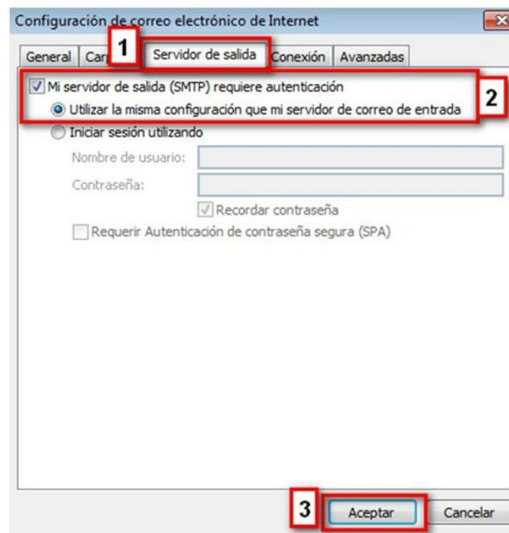 Configuración de correo electrónico de Internet
1
General Car Servidor de salida Conexión Avanzadas
Mi servidor de salida (SMTP) requiere autenticación
2
Utilizar la misma configuración que mi servidor de correo de entrada
Iniciar sesión utilizando
Nombre de usuario:
Contraseña:
Recordar contraseña
Requerir Autenticación de contraseña segura (SPA)
3 Aceptar Cancelar